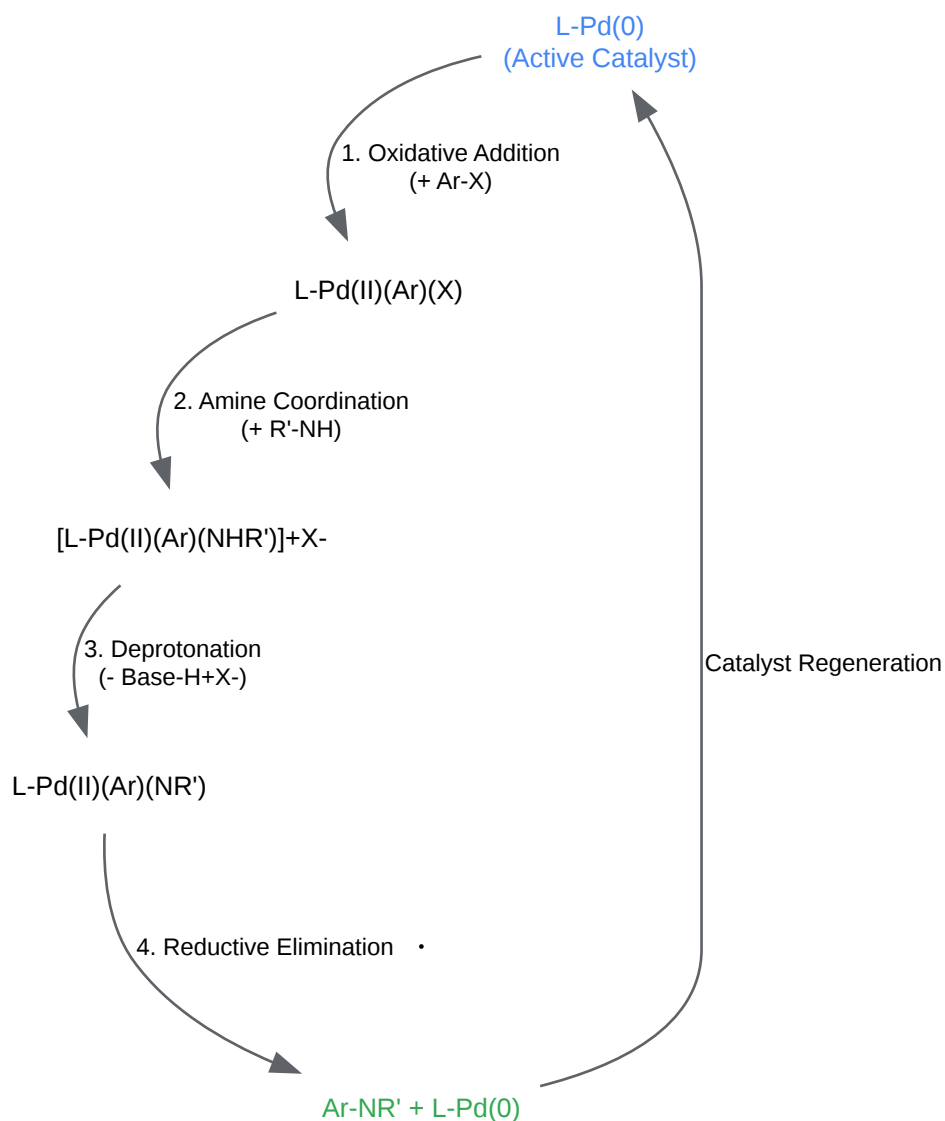 L-Pd(0)
(Active Catalyst)
1. Oxidative Addition
(+ Ar-X)
L-Pd(II)(Ar)(X)
2. Amine Coordination
(+ R'-NH)
[L-Pd(II)(Ar)(NHR')]+X-
3. Deprotonation
(- Base-H+X-)
Catalyst Regeneration
L-Pd(II)(Ar)(NR')
4. Reductive Elimination
Ar-NR' + L-Pd(0)